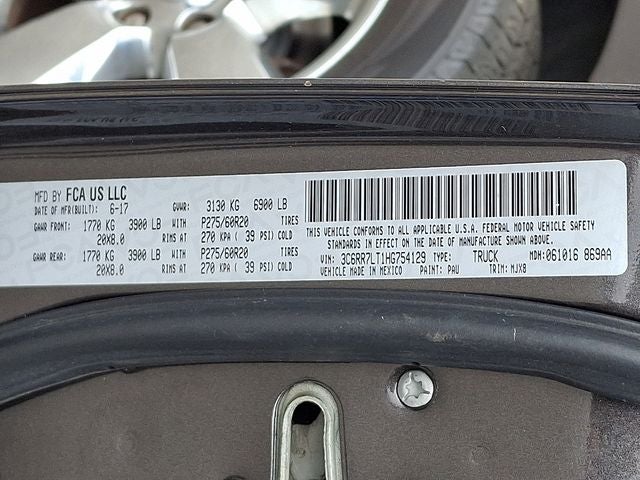 MFD BY FCA US LLC
DATE OF MFR(BUILT): 6-17 GVWR: 3130 KG 6900 LB
GAWR FRONT: 1770 KG 3900 LB WITH P275/60R20 TIRES
20X8.0 RIMS AT 270 KPA ( 39 PSI) COLD
GAWR REAR: 1770 KG 3900 LB WITH P275/60R20 TIRES
20X8.0 RIMS AT 270 KPA ( 39 PSI) COLD
THIS VEHICLE CONFORMS TO ALL APPLICABLE U.S.A. FEDERAL MOTOR VEHICLE SAFETY
STANDARDS IN EFFECT ON THE DATE OF MANUFACTURE SHOWN ABOVE.
VIN: 3C6RR7LT1HG754129 TYPE: TRUCK MDH: 061016 869AA
VEHICLE MADE IN MEXICO PAINT: PAU TRIM: MJX8